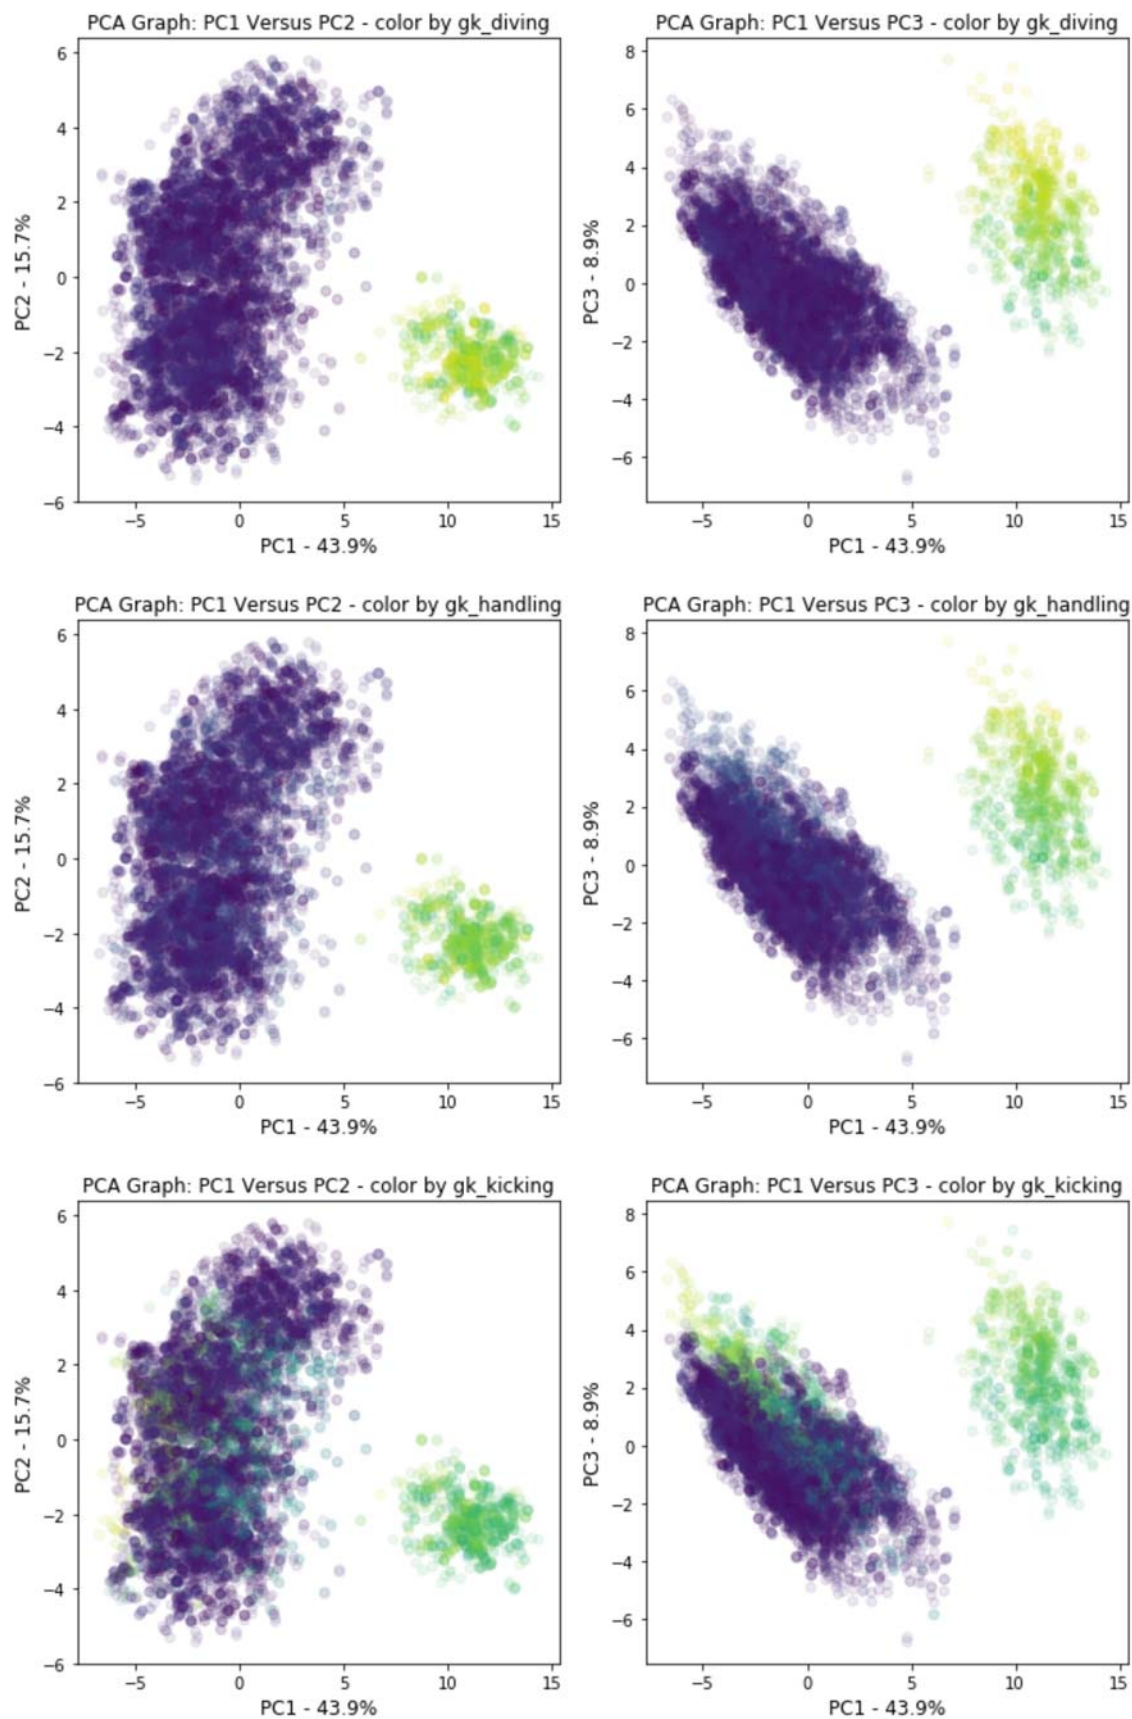 PCA Graph: PC1 Versus PC2 - color by gk_diving
6
4
2
0
−2
−4
−6
PC2 - 15.7%
−5 0 5 10 15
PC1 - 43.9%
PCA Graph: PC1 Versus PC3 - color by gk_diving
8
6
4
2
0
−2
−4
−6
PC3 - 8.9%
−5 0 5 10 15
PC1 - 43.9%
PCA Graph: PC1 Versus PC2 - color by gk_handling
6
4
2
0
−2
−4
−6
PC2 - 15.7%
−5 0 5 10 15
PC1 - 43.9%
PCA Graph: PC1 Versus PC3 - color by gk_handling
8
6
4
2
0
−2
−4
−6
PC3 - 8.9%
−5 0 5 10 15
PC1 - 43.9%
PCA Graph: PC1 Versus PC2 - color by gk_kicking
6
4
2
0
−2
−4
−6
PC2 - 15.7%
−5 0 5 10 15
PC1 - 43.9%
PCA Graph: PC1 Versus PC3 - color by gk_kicking
8
6
4
2
0
−2
−4
−6
PC3 - 8.9%
−5 0 5 10 15
PC1 - 43.9%